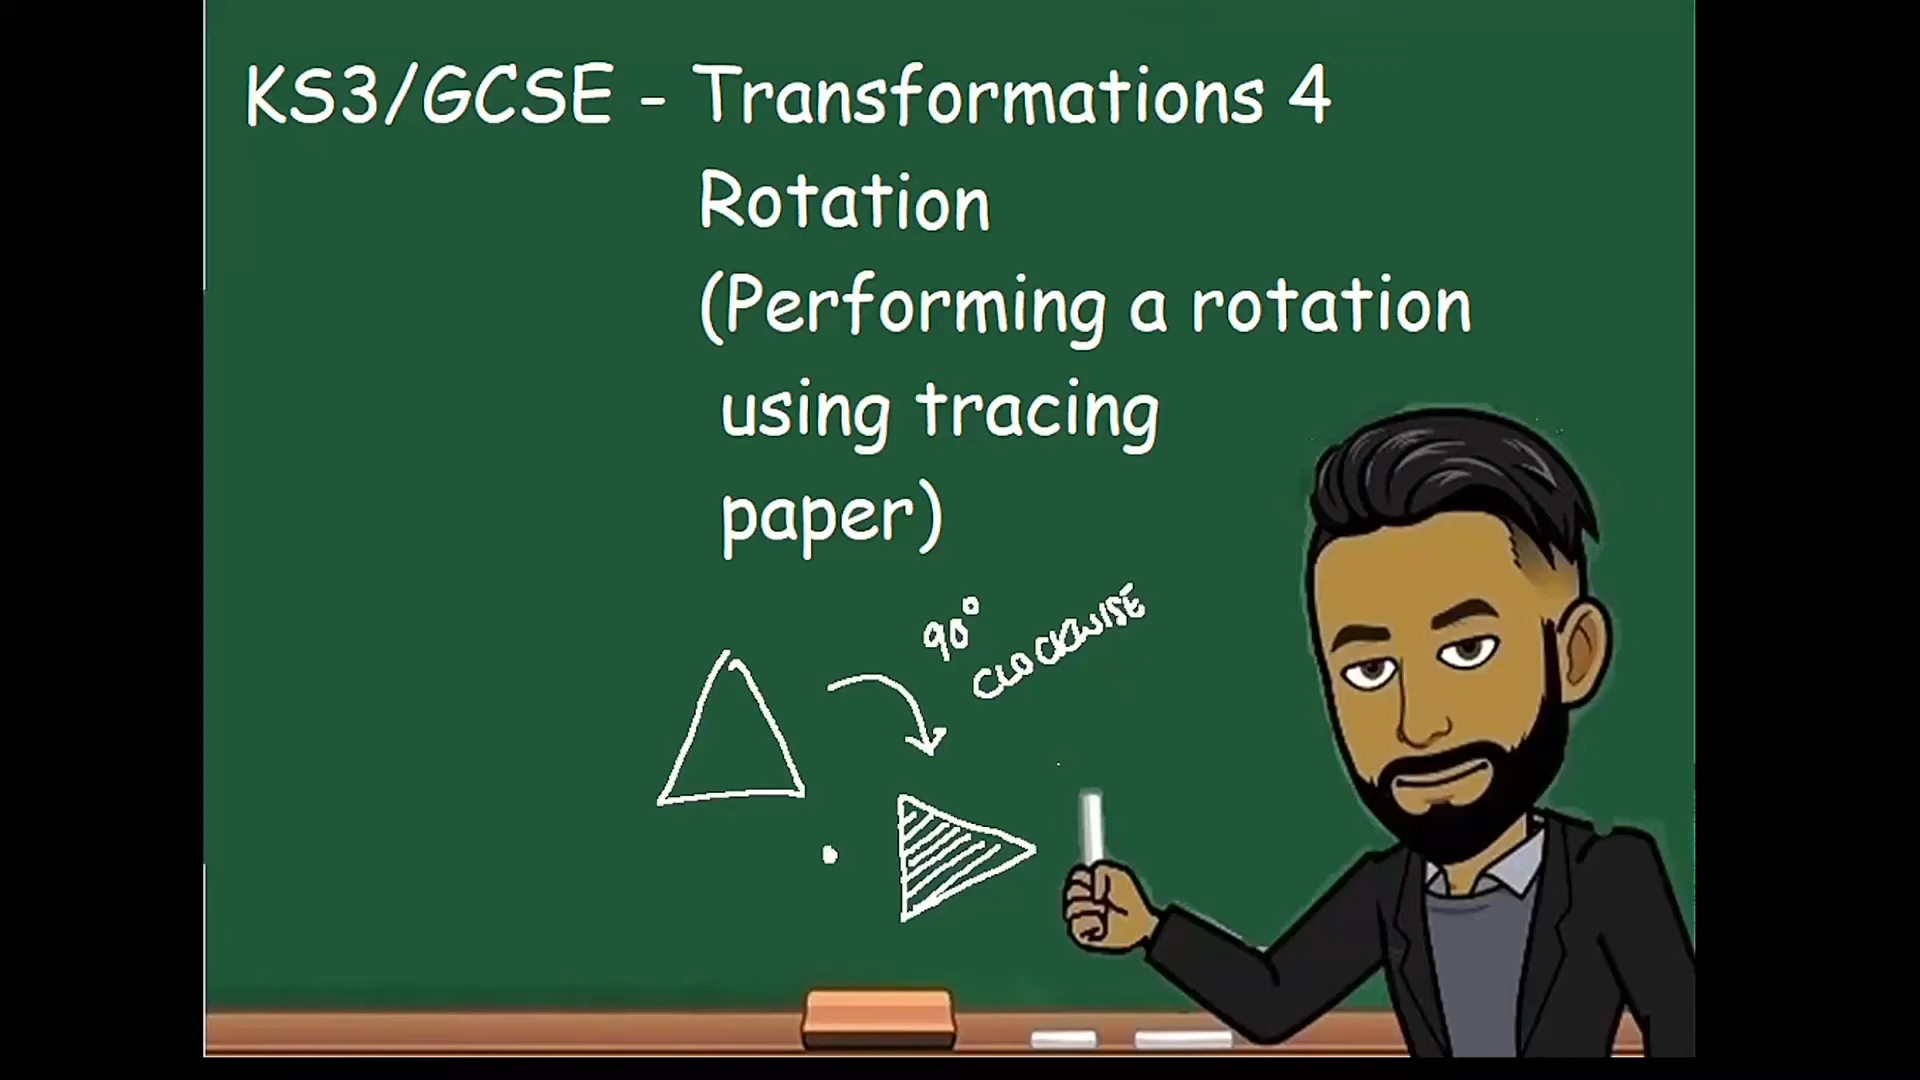 KS3/GCSE - Transformations 4
Rotation
(Performing a rotation
using tracing
paper)
90°
CLOCKWISE